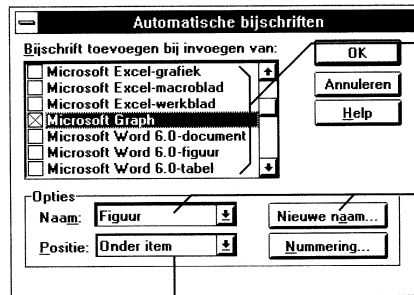 Automatische bijschriften
Bijschrift toevoegen bij invoegen van:
Microsoft Excel-grafiek
Microsoft Excel-macroblad
Microsoft Excel-werkblad
Microsoft Graph
Microsoft Word 6.0-document
Microsoft Word 6.0-figuur
Microsoft Word 6.0-tabel
OK
Annuleren
Help
Opties
Naam: Figuur
Nieuwe naam...
Positie: Onder item
Nummering...